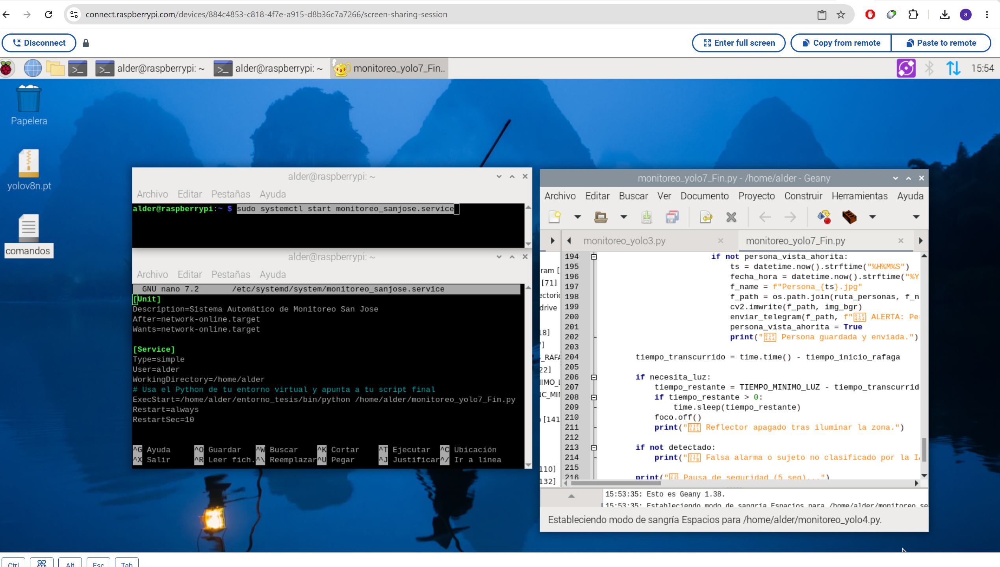 connect.raspberrypi.com/devices/884c4853-c818-4f7e-a915-d8b36c7a7266/screen-sharing-session
a
Disconnect
Enter full screen
Copy from remote
Paste to remote
alder@raspberrypi: ~
alder@raspberrypi: ~
monitoreo_yolo7_Fin..
15:54
Papelera
yolov8n.pt
comandos
alder@raspberrypi: ~
Archivo Editar Pestañas Ayuda
alder@raspberrypi:~ $ sudo systemctl start monitoreo_sanjose.service
alder@raspberrypi: ~
Archivo Editar Pestañas Ayuda
GNU nano 7.2 /etc/systemd/system/monitoreo_sanjose.service
[Unit]
Description=Sistema Automático de Monitoreo San Jose
After=network-online.target
Wants=network-online.target
[Service]
Type=simple
User=alder
WorkingDirectory=/home/alder
# Usa el Python de tu entorno virtual y apunta a tu script final
ExecStart=/home/alder/entorno_tesis/bin/python /home/alder/monitoreo_yolo7_Fin.py
Restart=always
RestartSec=10
^G Ayuda ^O Guardar ^W Buscar ^K Cortar ^T Ejecutar ^C Ubicación
^X Salir ^R Leer fich. ^\ Reemplazar ^U Pegar ^J Justificar ^/ Ir a línea
monitoreo_yolo7_Fin.py - /home/alder - Geany
Archivo Editar Buscar Ver Documento Proyecto Construir Herramientas Ayuda
monitoreo_yolo3.py
monitoreo_yolo7_Fin.py
ram [
[71]
ectorio
drive
18]
7]
S_RAFA
22]
IMO_L
NC_MIN
[141
110]
132]
194 if not persona_vista_ahorita:
195 ts = datetime.now().strftime("%H%M%S")
196 fecha_hora = datetime.now().strftime("%Y
197 f_name = f"Persona_{ts}.jpg"
198 f_path = os.path.join(ruta_personas, f_n
199 cv2.imwrite(f_path, img_bgr)
200 enviar_telegram(f_path, f" ALERTA: Pe
201 persona_vista_ahorita = True
202 print(" Persona guardada y enviada.")
203
204 tiempo_transcurrido = time.time() - tiempo_inicio_rafaga
205
206 if necesita_luz:
207 tiempo_restante = TIEMPO_MINIMO_LUZ - tiempo_transcurrid
208 if tiempo_restante > 0:
209 time.sleep(tiempo_restante)
210 foco.off()
211 print(" Reflector apagado tras iluminar la zona.")
212
213 if not detectado:
214 print(" Falsa alarma o sujeto no clasificado por la IA
215
216 print(" Pausa de seguridad (5 seg)...")
15:53:35: Esto es Geany 1.38.
15:53:35: Estableciendo modo de sangría Espacios para /home/alder/monitoreo_se
Estableciendo modo de sangría Espacios para /home/alder/monitoreo_yolo4.py.
Ctrl
Alt
Esc
Tab